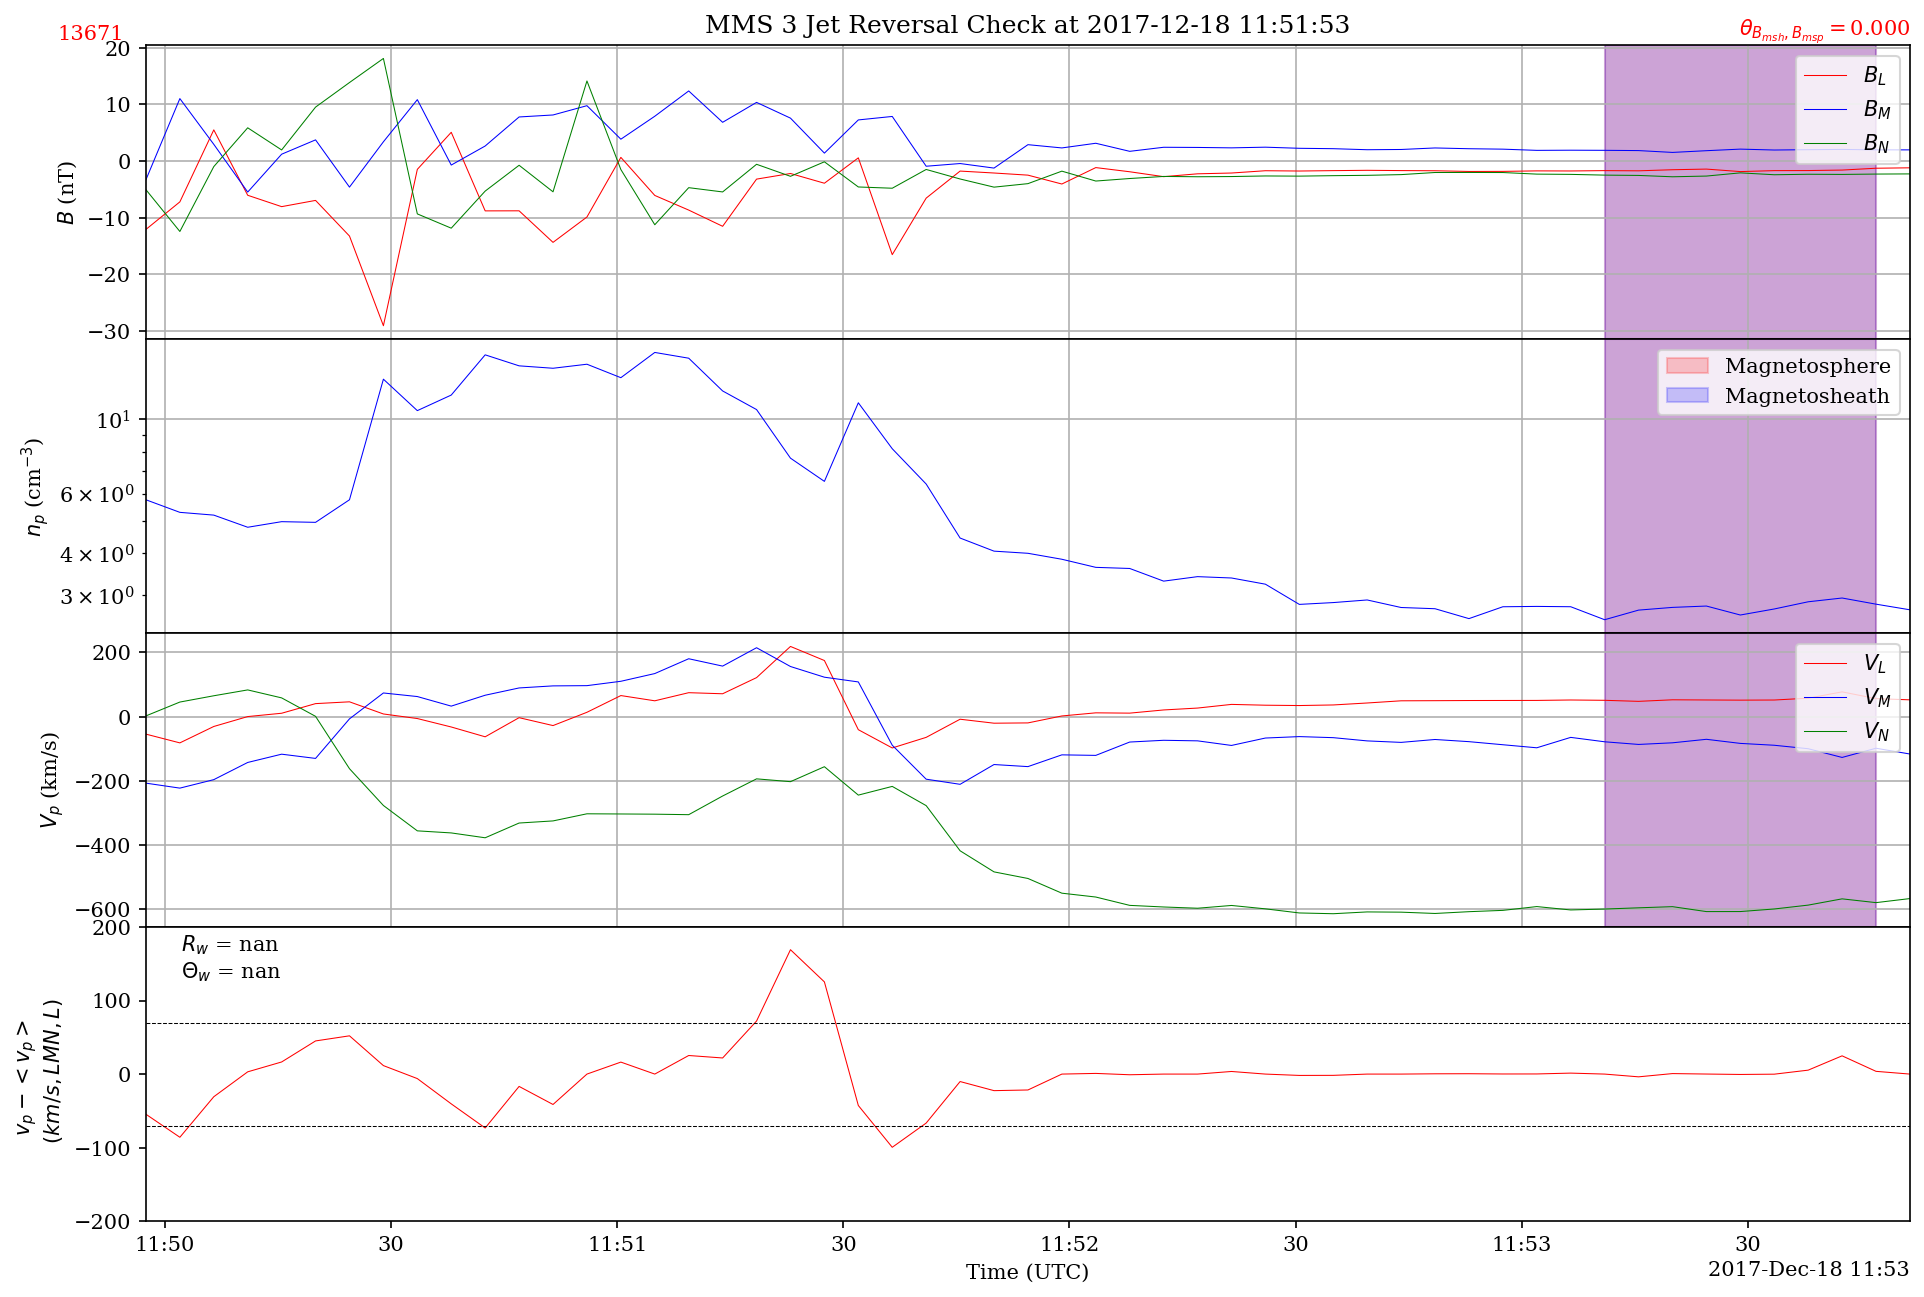 13671
MMS 3 Jet Reversal Check at 2017-12-18 11:51:53
θ_{B_{msh}, B_{msp}} = 0.000
20
10
0
−10
−20
−30
B (nT)
B_L
B_M
B_N
10^1
6 × 10^0
4 × 10^0
3 × 10^0
n_p (cm^{−3})
Magnetosphere
Magnetosheath
200
0
−200
−400
−600
V_p (km/s)
V_L
V_M
V_N
200
100
0
−100
−200
v_p − < v_p >
(km/s, LMN, L)
R_w = nan
Θ_w = nan
11:50 30 11:51 30 11:52 30 11:53 30
Time (UTC)
2017-Dec-18 11:53